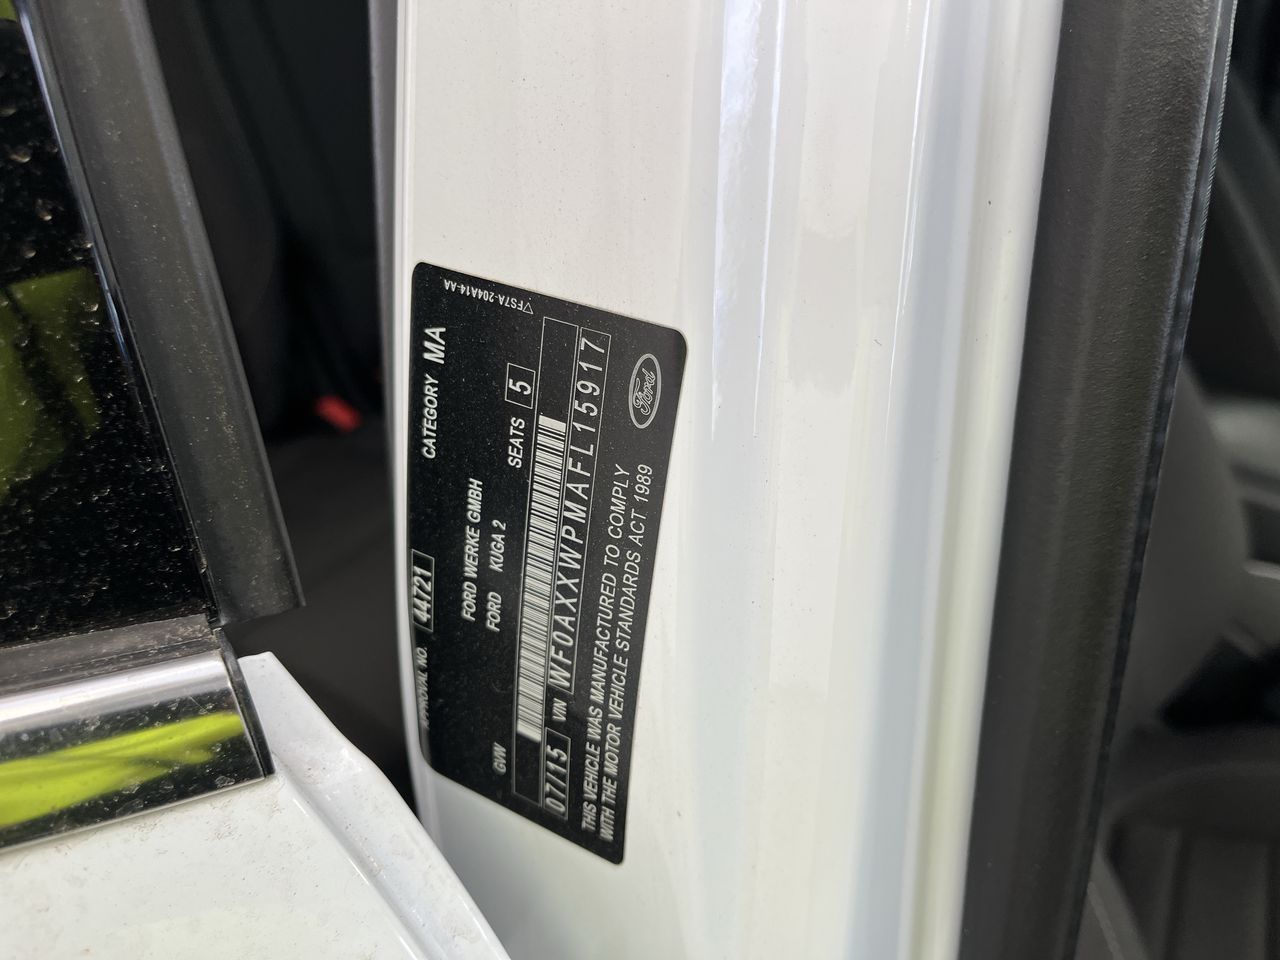 ▽FS7A-204A14-AA
APPROVAL NO. 44721 CATEGORY MA
FORD WERKE GMBH
FORD KUGA 2
GVW SEATS 5
07/15 VIN WF0AXXWPMAFL15917
THIS VEHICLE WAS MANUFACTURED TO COMPLY
WITH THE MOTOR VEHICLE STANDARDS ACT 1989
Ford